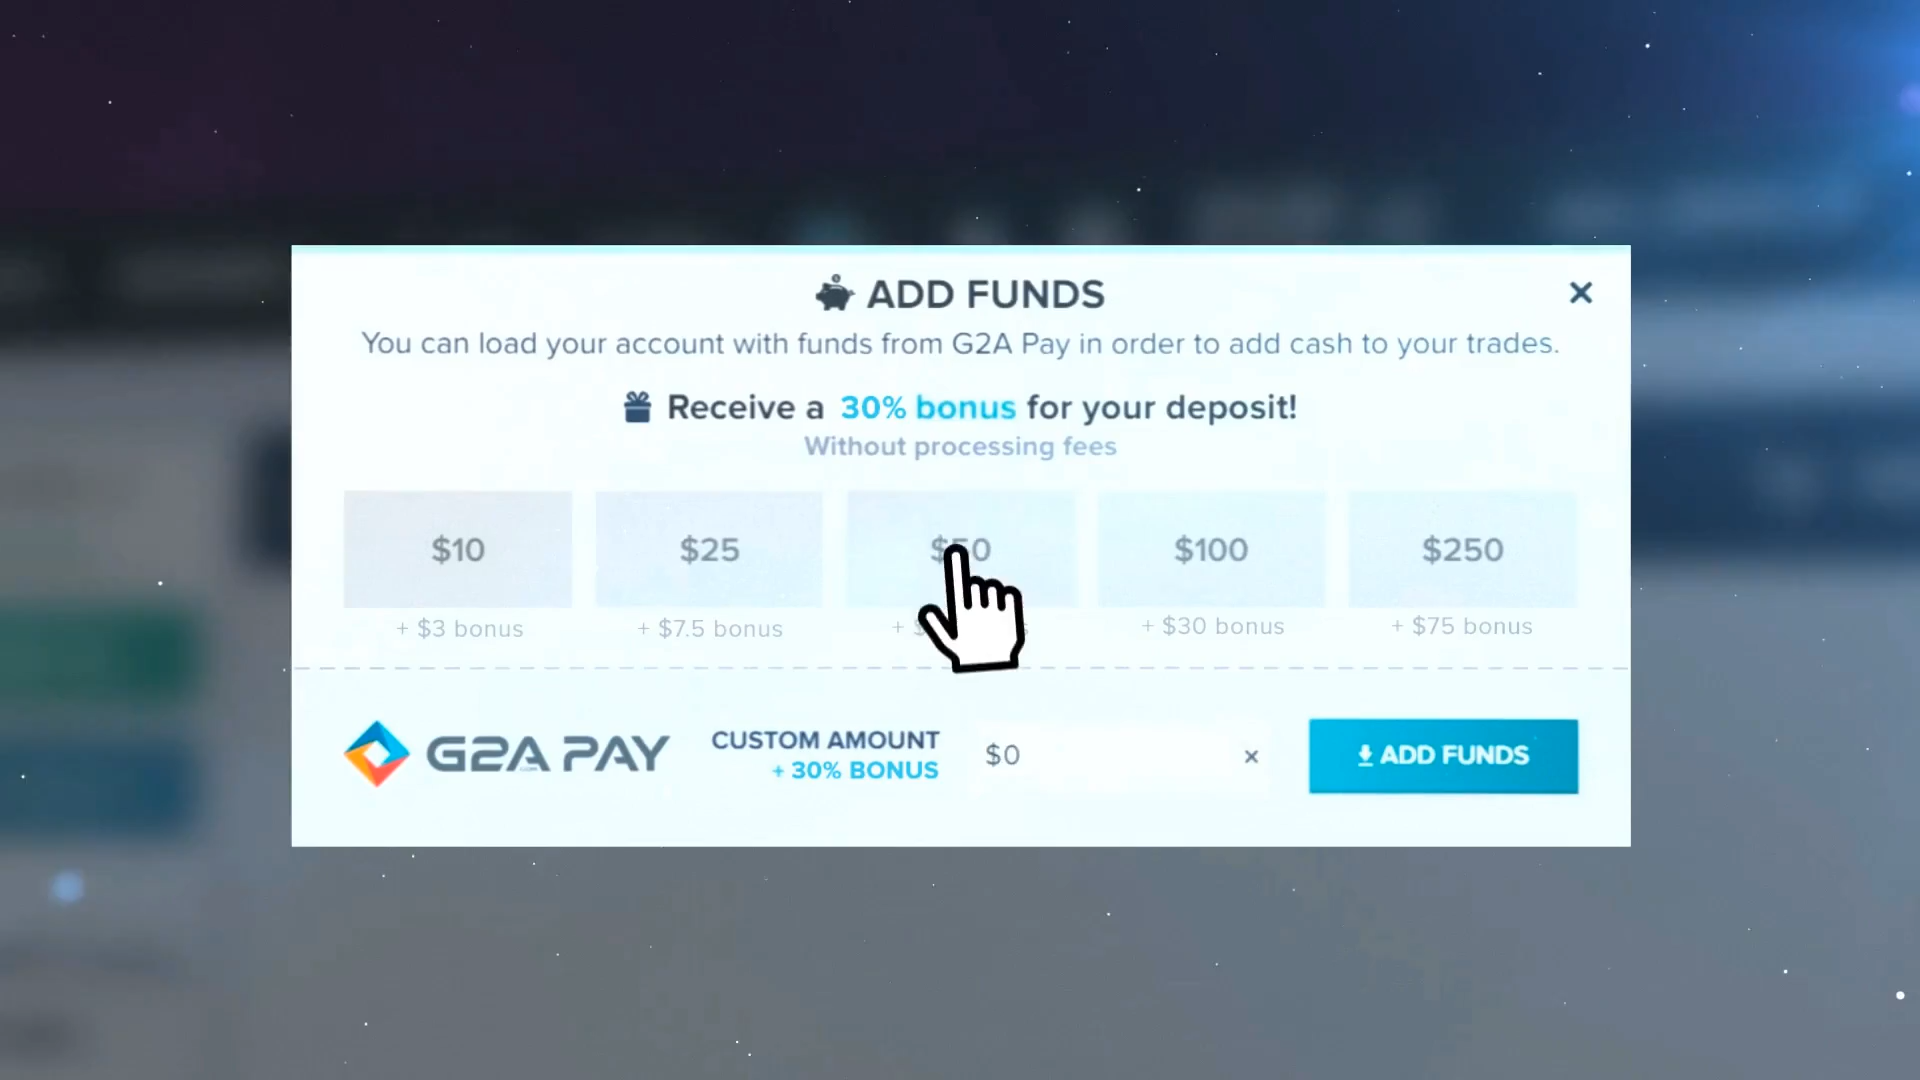 ADD FUNDS
You can load your account with funds from G2A Pay in order to add cash to your trades.
Receive a 30% bonus for your deposit!
Without processing fees
$10 $25 $50 $100 $250
+ $3 bonus + $7.5 bonus + $ + $30 bonus + $75 bonus
G2A PAY CUSTOM AMOUNT $0 × ADD FUNDS
+ 30% BONUS